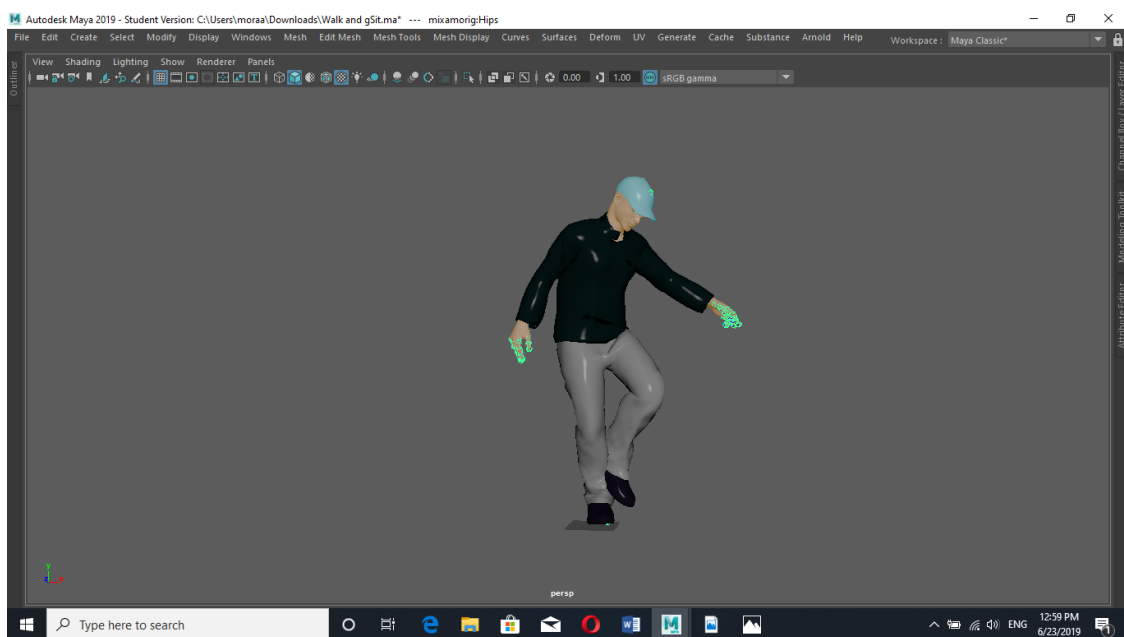 Autodesk Maya 2019 - Student Version: C:\Users\moraa\Downloads\Walk and gSit.ma*  ---  mixamorig:Hips
File Edit Create Select Modify Display Windows Mesh Edit Mesh Mesh Tools Mesh Display Curves Surfaces Deform UV Generate Cache Substance Arnold Help Workspace : Maya Classic*
View Shading Lighting Show Renderer Panels
0.00 1.00 sRGB gamma
Outliner
Channel Box / Layer Editor
Modeling Toolkit
Attribute Editor
y
x
persp
Type here to search
ENG
12:59 PM
6/23/2019